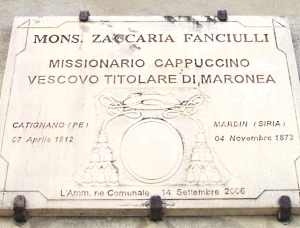 MONS. ZACCARIA FANCIULLI
MISSIONARIO CAPPUCCINO
VESCOVO TITOLARE DI MARONEA
CATIGNANO (PE)
07 Aprile 1812
MARDIN (SIRIA)
04 Novembre 1873
L'Amm.ne Comunale 14 Settembre 2006